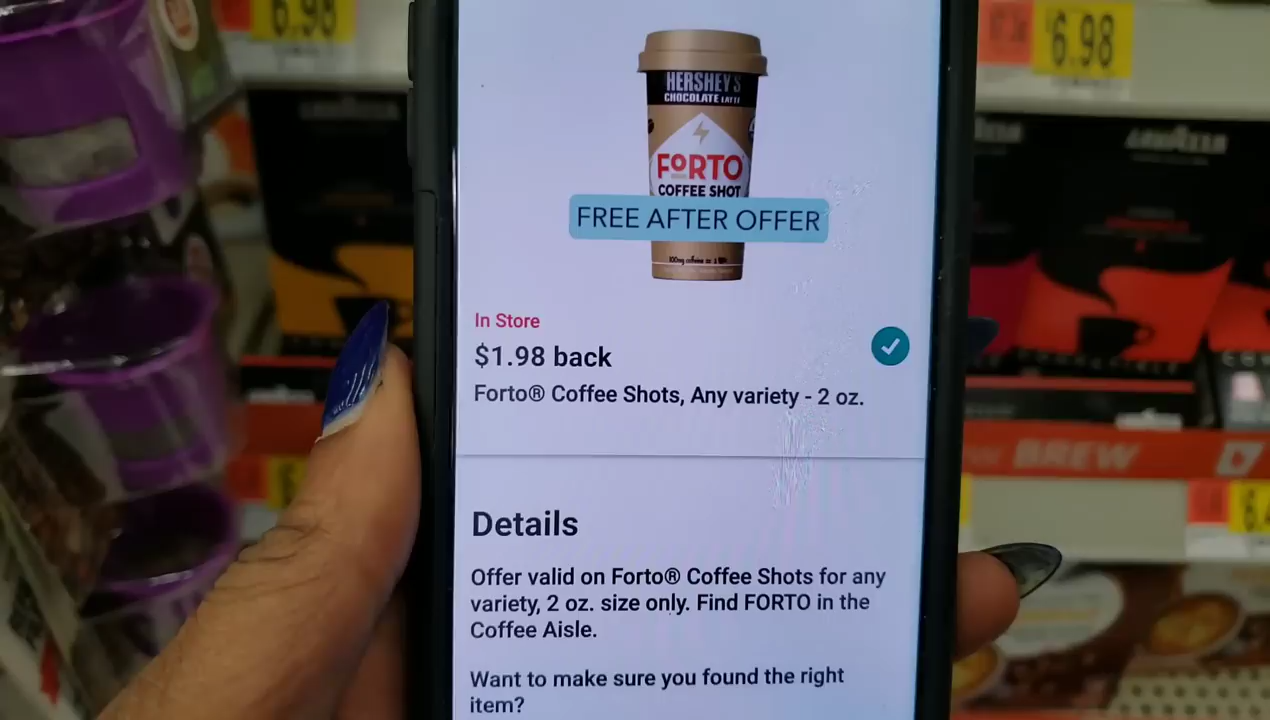 6.98
6.98
HERSHEY'S
CHOCOLATE LATTE
FORTO
COFFEE SHOT
FREE AFTER OFFER
In Store
$1.98 back
Forto® Coffee Shots, Any variety - 2 oz.
BREW
Details
Offer valid on Forto® Coffee Shots for any
variety, 2 oz. size only. Find FORTO in the
Coffee Aisle.
Want to make sure you found the right
item?